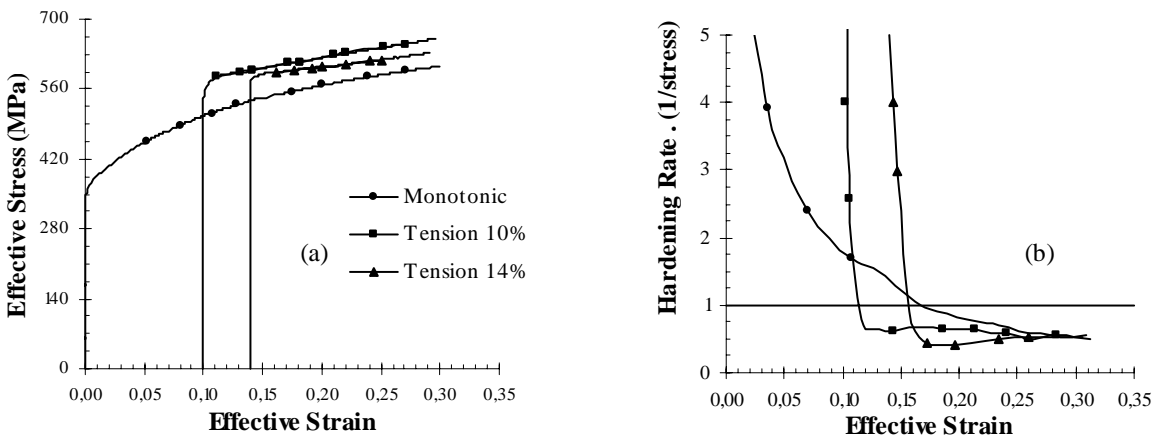 700
560
420
280
140
0
Effective Stress (MPa)
0,00 0,05 0,10 0,15 0,20 0,25 0,30
Effective Strain
Monotonic
Tension 10%
Tension 14%
(a)
5
4
3
2
1
0
Hardening Rate . (1/stress)
0,00 0,05 0,10 0,15 0,20 0,25 0,30 0,35
Effective Strain
(b)